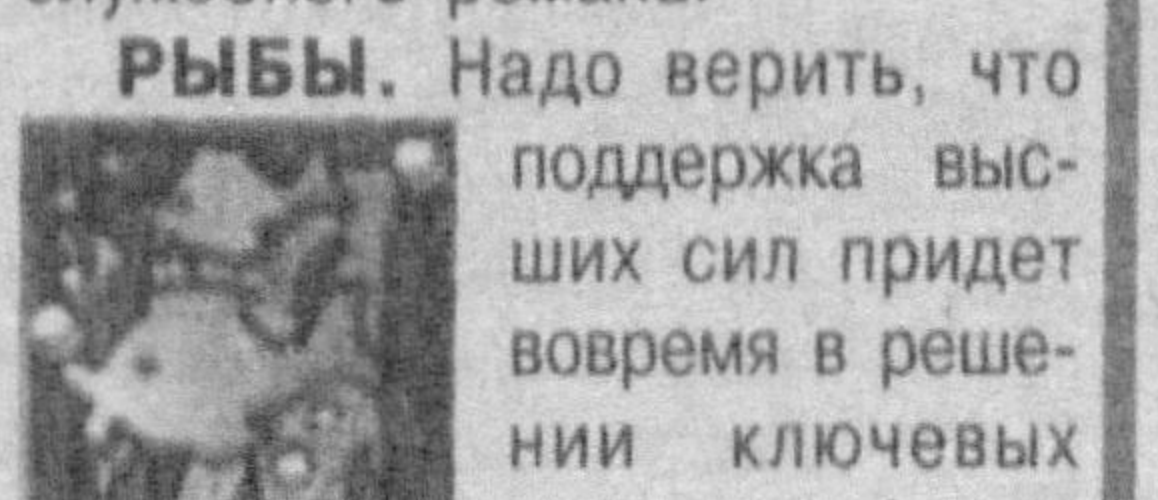 РЫБЫ. Надо верить, что
поддержка выс-
ших сил придет
вовремя в реше-
нии ключевых